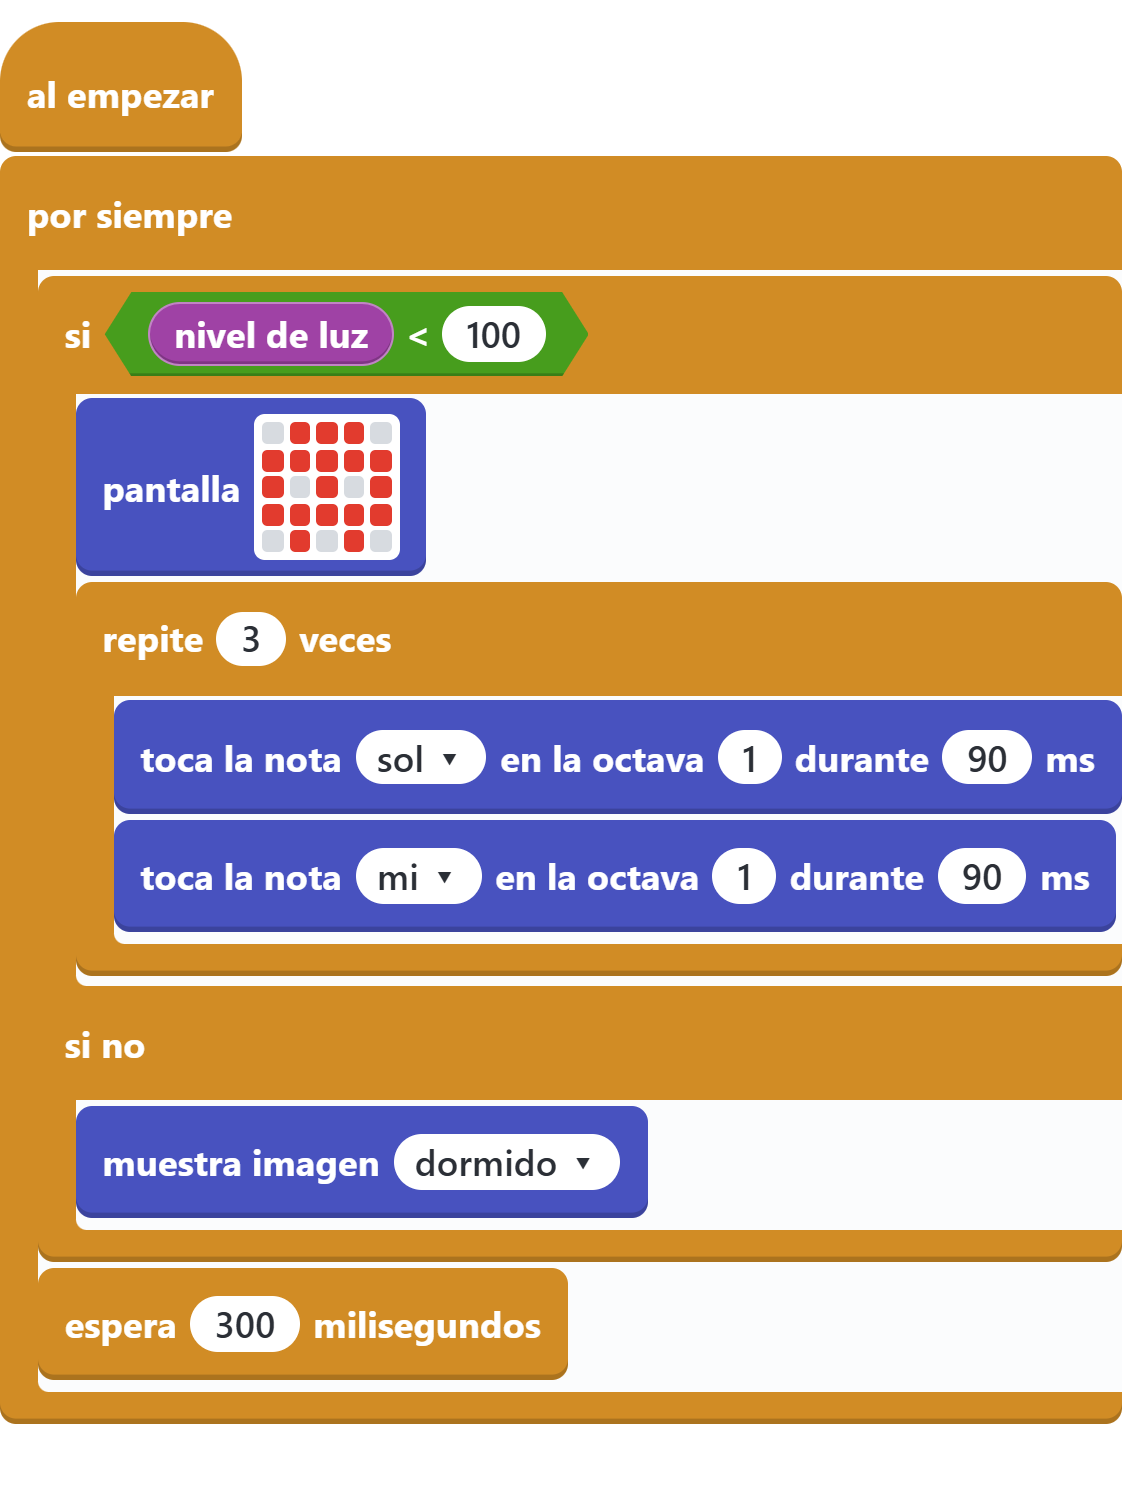 al empezar
por siempre
si nivel de luz < 100
pantalla
repite 3 veces
toca la nota sol en la octava 1 durante 90 ms
toca la nota mi en la octava 1 durante 90 ms
si no
muestra imagen dormido
espera 300 milisegundos